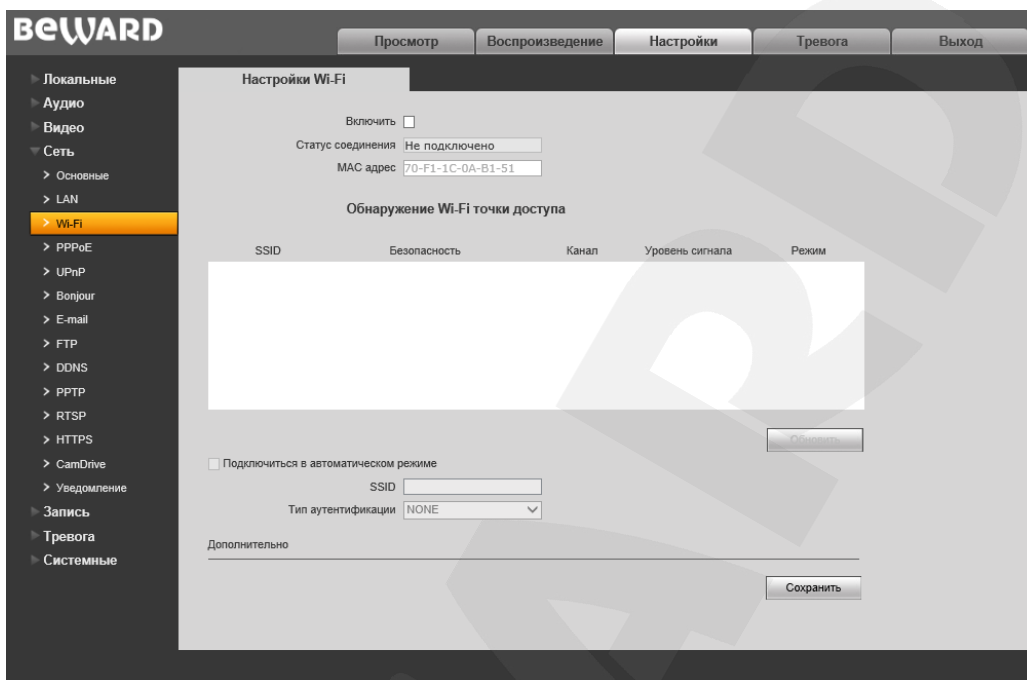 BEWARD
Просмотр Воспроизведение Настройки Тревога Выход
Локальные
Аудио
Видео
Сеть
Основные
LAN
Wi-Fi
PPPoE
UPnP
Bonjour
E-mail
FTP
DDNS
PPTP
RTSP
HTTPS
CamDrive
Уведомление
Запись
Тревога
Системные
Настройки Wi-Fi
Включить
Статус соединения Не подключено
MAC адрес 70-F1-1C-0A-B1-51
Обнаружение Wi-Fi точки доступа
SSID Безопасность Канал Уровень сигнала Режим
Обновить
Подключиться в автоматическом режиме
SSID
Тип аутентификации NONE
Дополнительно
Сохранить